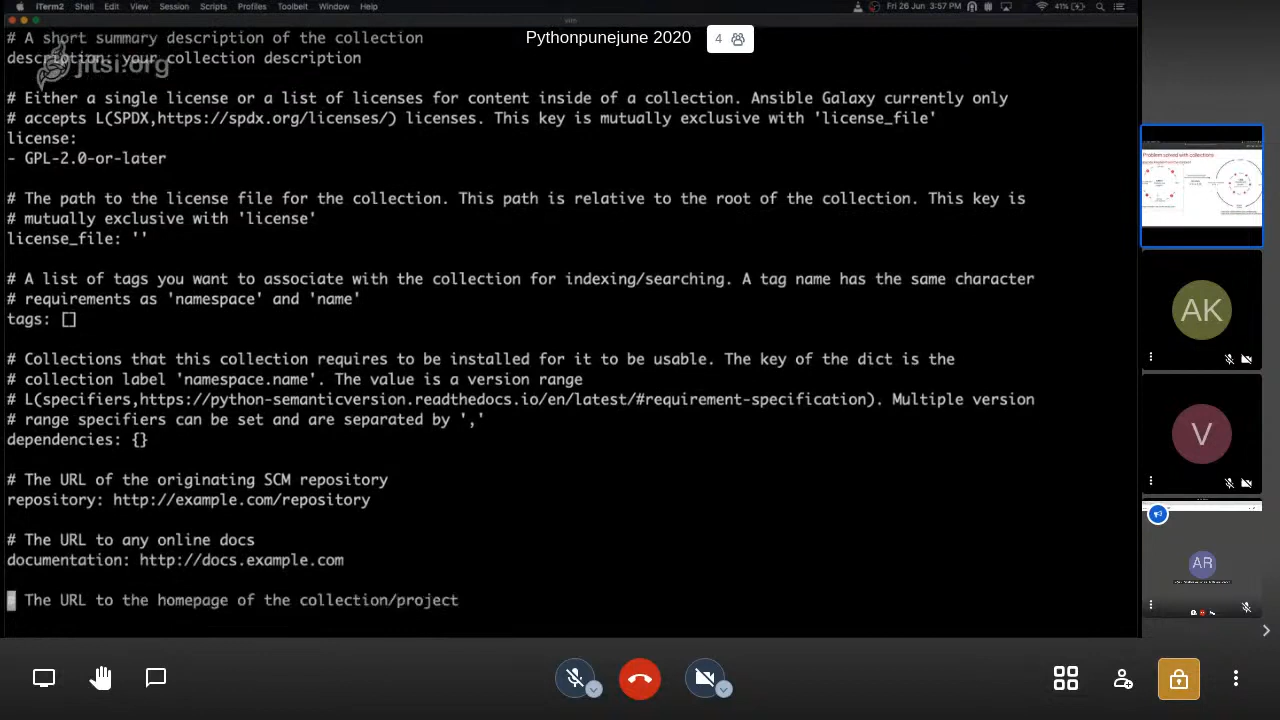 iTerm2 Shell Edit View Session Scripts Profiles Toolbelt Window Help
Fri 26 Jun 3:57 PM 41%
vim
Pythonpunejune 2020
4
jitsi.org
# A short summary description of the collection
description: your collection description
# Either a single license or a list of licenses for content inside of a collection. Ansible Galaxy currently only
# accepts L(SPDX,https://spdx.org/licenses/) licenses. This key is mutually exclusive with 'license_file'
license:
- GPL-2.0-or-later
# The path to the license file for the collection. This path is relative to the root of the collection. This key is
# mutually exclusive with 'license'
license_file: ''
# A list of tags you want to associate with the collection for indexing/searching. A tag name has the same character
# requirements as 'namespace' and 'name'
tags: []
# Collections that this collection requires to be installed for it to be usable. The key of the dict is the
# collection label 'namespace.name'. The value is a version range
# L(specifiers,https://python-semanticversion.readthedocs.io/en/latest/#requirement-specification). Multiple version
# range specifiers can be set and are separated by ','
dependencies: {}
# The URL of the originating SCM repository
repository: http://example.com/repository
# The URL to any online docs
documentation: http://docs.example.com
# The URL to the homepage of the collection/project
Problem solved with collections
AK
V
AR